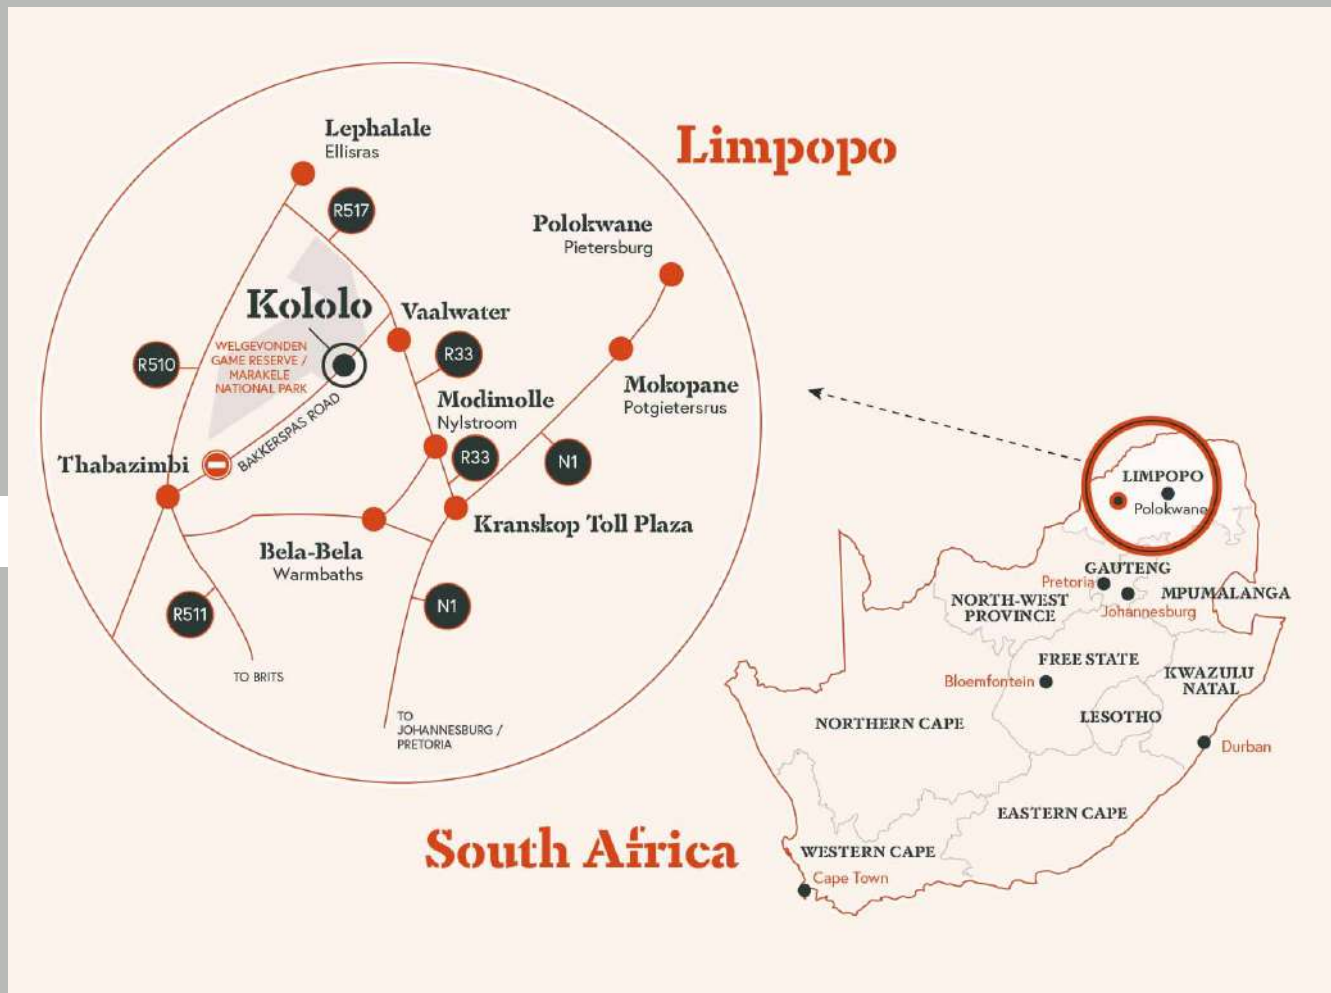 Limpopo
Lephalale
Ellisras
R517
Polokwane
Pietersburg
Kololo
Vaalwater
WELGEVONDEN
GAME RESERVE /
MARAKELE
NATIONAL PARK
R510
R33
Mokopane
Potgietersrus
Modimolle
Nylstroom
BAKKERSPAS ROAD
R33
N1
Thabazimbi
Kranskop Toll Plaza
Bela-Bela
Warmbaths
R511
N1
TO BRITS
TO
JOHANNESBURG /
PRETORIA
South Africa
LIMPOPO
Polokwane
GAUTENG
Pretoria
MPUMALANGA
Johannesburg
NORTH-WEST
PROVINCE
FREE STATE
Bloemfontein
KWAZULU
NATAL
LESOTHO
NORTHERN CAPE
Durban
EASTERN CAPE
WESTERN CAPE
Cape Town